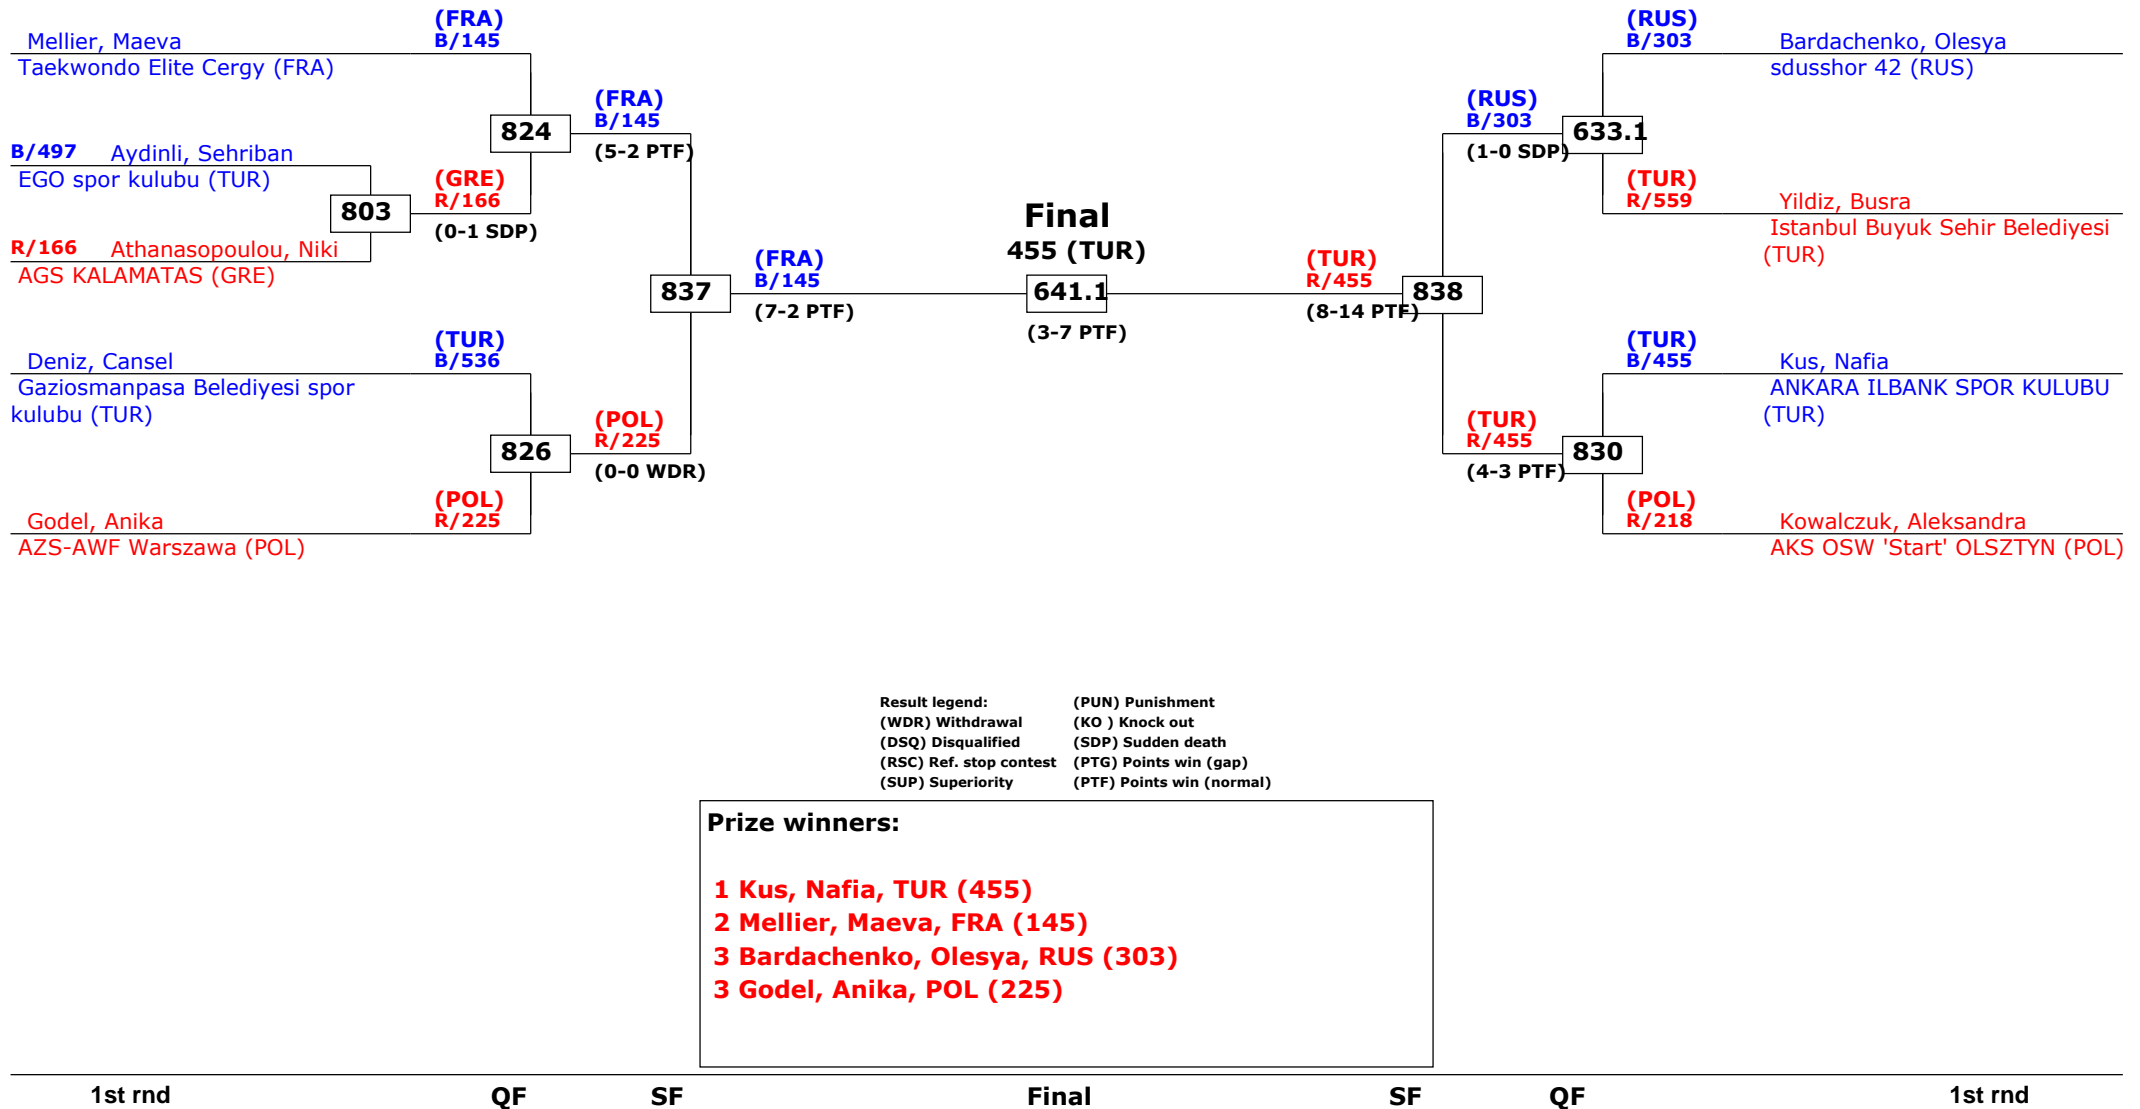 (FRA)
B/145
Mellier, Maeva
Taekwondo Elite Cergy (FRA)
824
(FRA)
B/145
(5-2 PTF)
B/497 Aydinli, Sehriban
EGO spor kulubu (TUR)
803
(GRE)
R/166
(0-1 SDP)
R/166 Athanasopoulou, Niki
AGS KALAMATAS (GRE)
837
(FRA)
B/145
(7-2 PTF)
(TUR)
B/536
Deniz, Cansel
Gaziosmanpasa Belediyesi spor
kulubu (TUR)
826
(POL)
R/225
(0-0 WDR)
(POL)
R/225
Godel, Anika
AZS-AWF Warszawa (POL)
Final
455 (TUR)
641.1
(3-7 PTF)
(RUS)
B/303
Bardachenko, Olesya
sdusshor 42 (RUS)
(RUS)
B/303
(1-0 SDP)
633.1
(TUR)
R/559
Yildiz, Busra
Istanbul Buyuk Sehir Belediyesi
(TUR)
(TUR)
R/455
(8-14 PTF)
838
(TUR)
B/455
Kus, Nafia
ANKARA ILBANK SPOR KULUBU
(TUR)
(TUR)
R/455
(4-3 PTF)
830
(POL)
R/218
Kowalczuk, Aleksandra
AKS OSW 'Start' OLSZTYN (POL)
Result legend: (PUN) Punishment
(WDR) Withdrawal (KO ) Knock out
(DSQ) Disqualified (SDP) Sudden death
(RSC) Ref. stop contest (PTG) Points win (gap)
(SUP) Superiority (PTF) Points win (normal)
Prize winners:
1 Kus, Nafia, TUR (455)
2 Mellier, Maeva, FRA (145)
3 Bardachenko, Olesya, RUS (303)
3 Godel, Anika, POL (225)
1st rnd QF SF Final SF QF 1st rnd